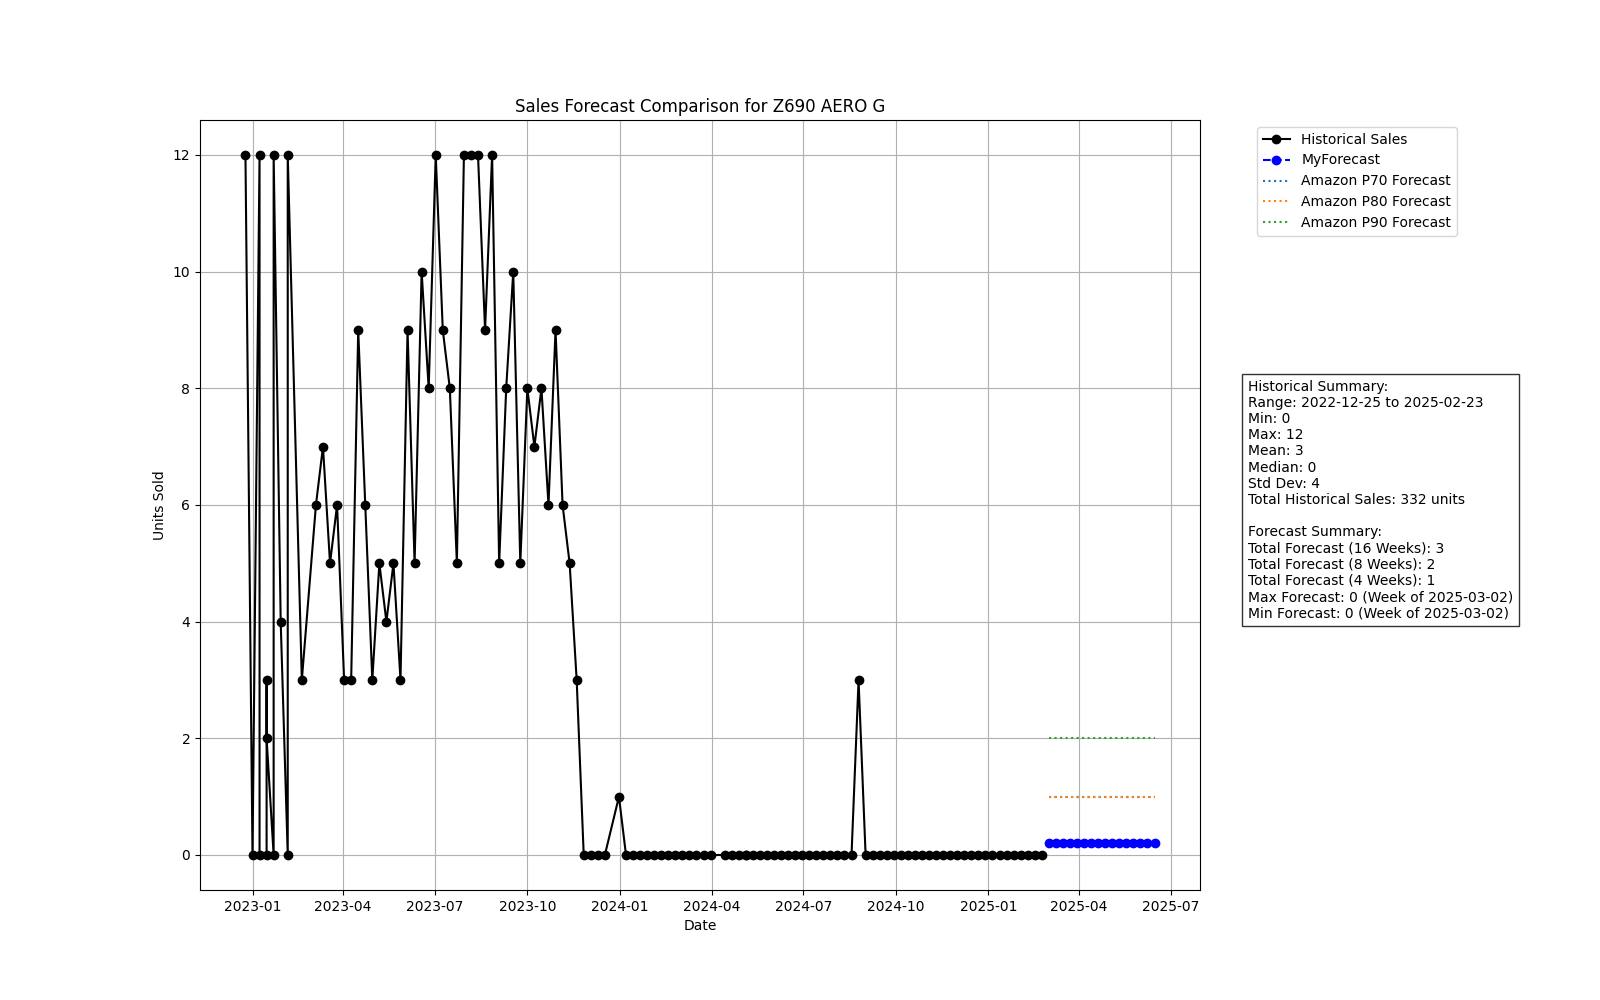 Sales Forecast Comparison for Z690 AERO G
Units Sold
12
10
8
6
4
2
0
2023-01 2023-04 2023-07 2023-10 2024-01 2024-04 2024-07 2024-10 2025-01 2025-04 2025-07
Date
Historical Sales
MyForecast
Amazon P70 Forecast
Amazon P80 Forecast
Amazon P90 Forecast
Historical Summary:
Range: 2022-12-25 to 2025-02-23
Min: 0
Max: 12
Mean: 3
Median: 0
Std Dev: 4
Total Historical Sales: 332 units
Forecast Summary:
Total Forecast (16 Weeks): 3
Total Forecast (8 Weeks): 2
Total Forecast (4 Weeks): 1
Max Forecast: 0 (Week of 2025-03-02)
Min Forecast: 0 (Week of 2025-03-02)